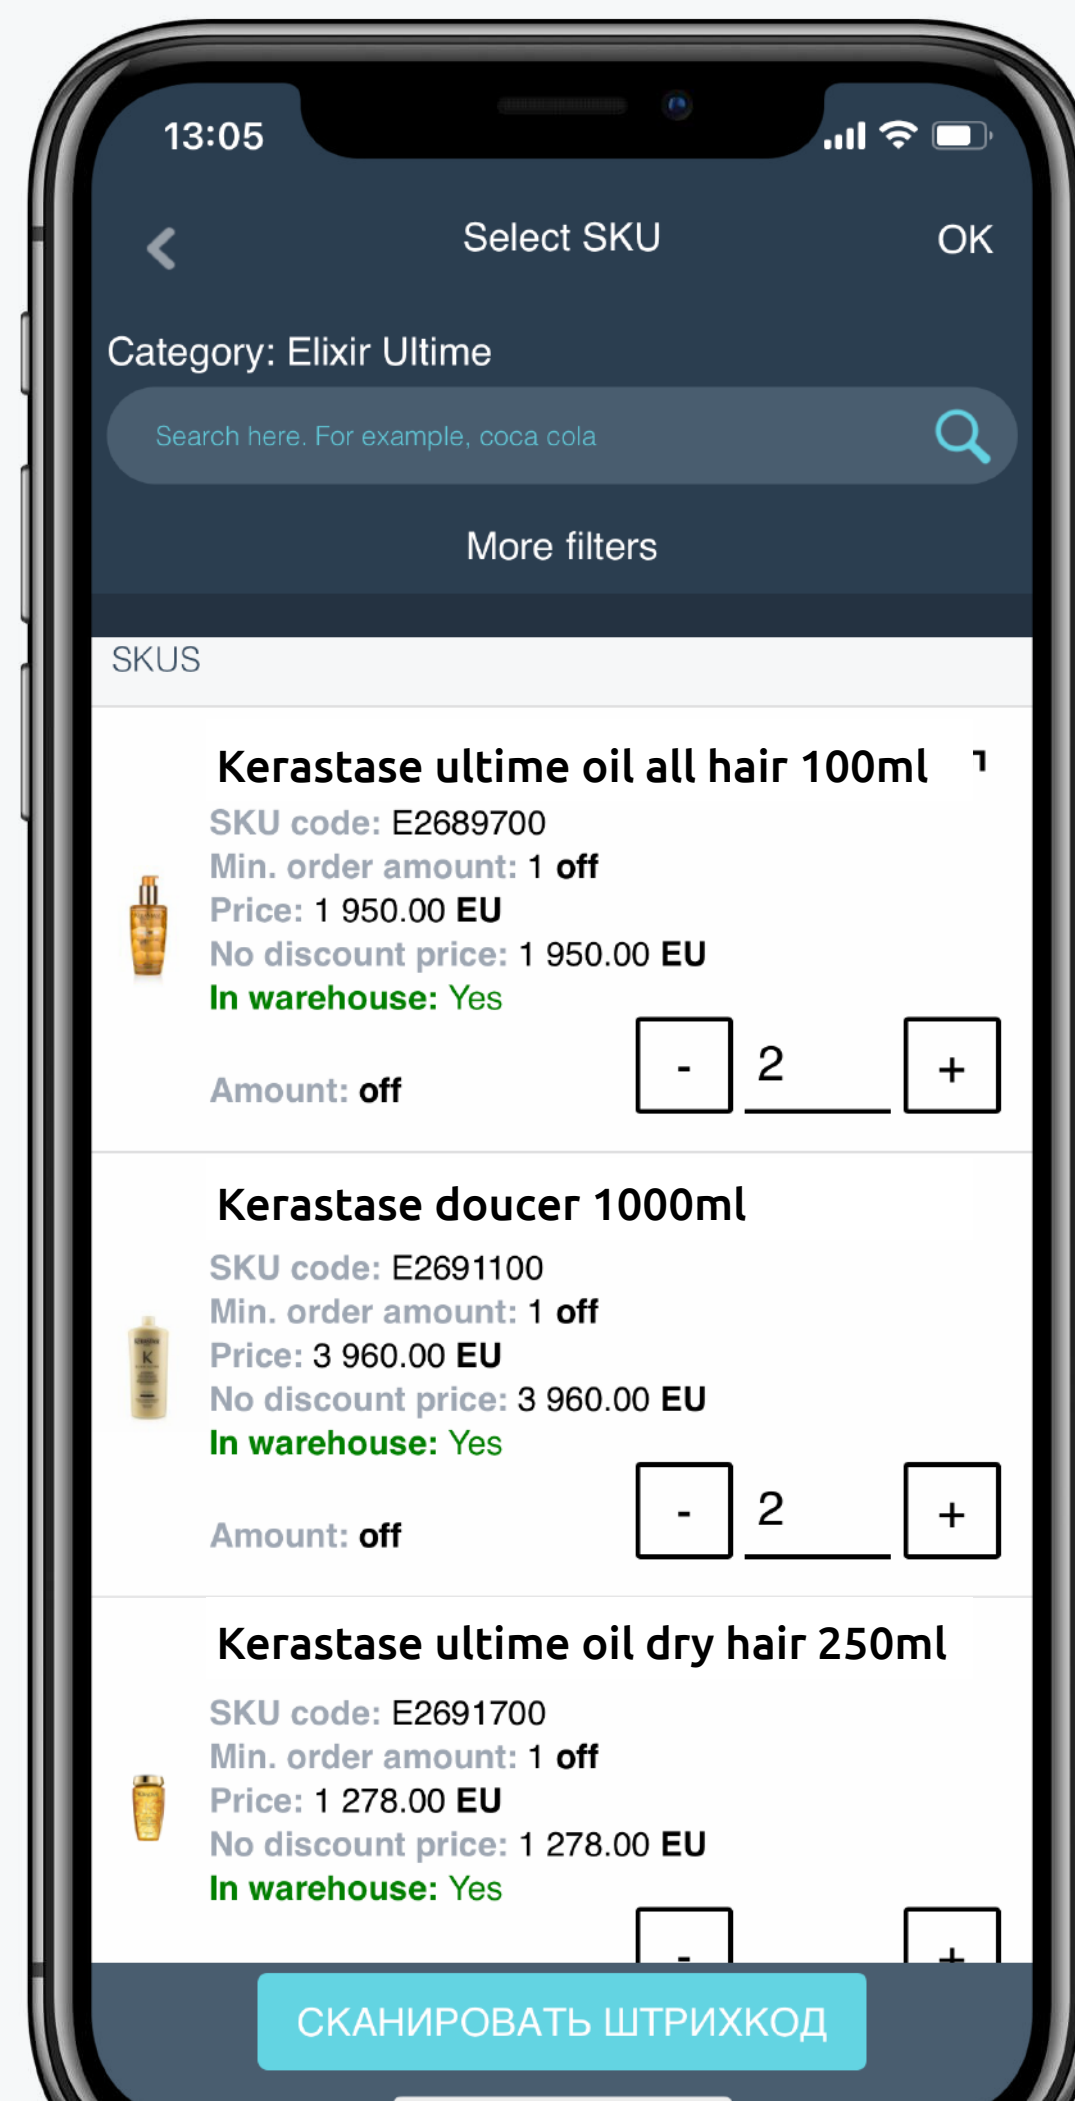 13:05
Select SKU
OK
Category: Elixir Ultime
Search here. For example, coca cola
More filters
SKUS
Kerastase ultime oil all hair 100ml
SKU code: E2689700
Min. order amount: 1 off
Price: 1 950.00 EU
No discount price: 1 950.00 EU
In warehouse: Yes
Amount: off
- 2 +
Kerastase doucer 1000ml
SKU code: E2691100
Min. order amount: 1 off
Price: 3 960.00 EU
No discount price: 3 960.00 EU
In warehouse: Yes
Amount: off
- 2 +
Kerastase ultime oil dry hair 250ml
SKU code: E2691700
Min. order amount: 1 off
Price: 1 278.00 EU
No discount price: 1 278.00 EU
In warehouse: Yes
- +
СКАНИРОВАТЬ ШТРИХКОД